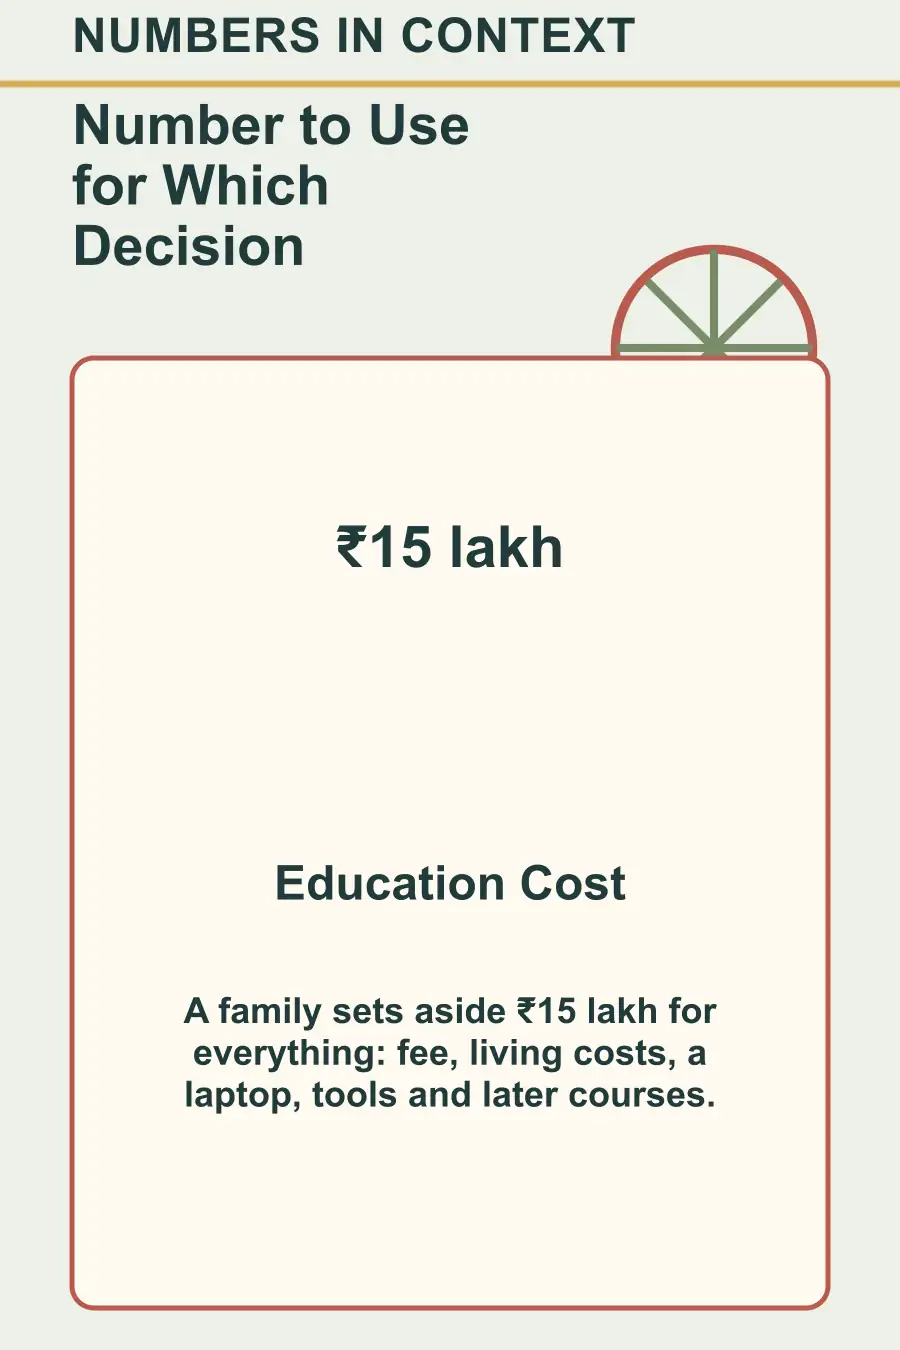 NUMBERS IN CONTEXT
Number to Use
for Which
Decision
₹15 lakh
Education Cost
A family sets aside ₹15 lakh for
everything: fee, living costs, a
laptop, tools and later courses.